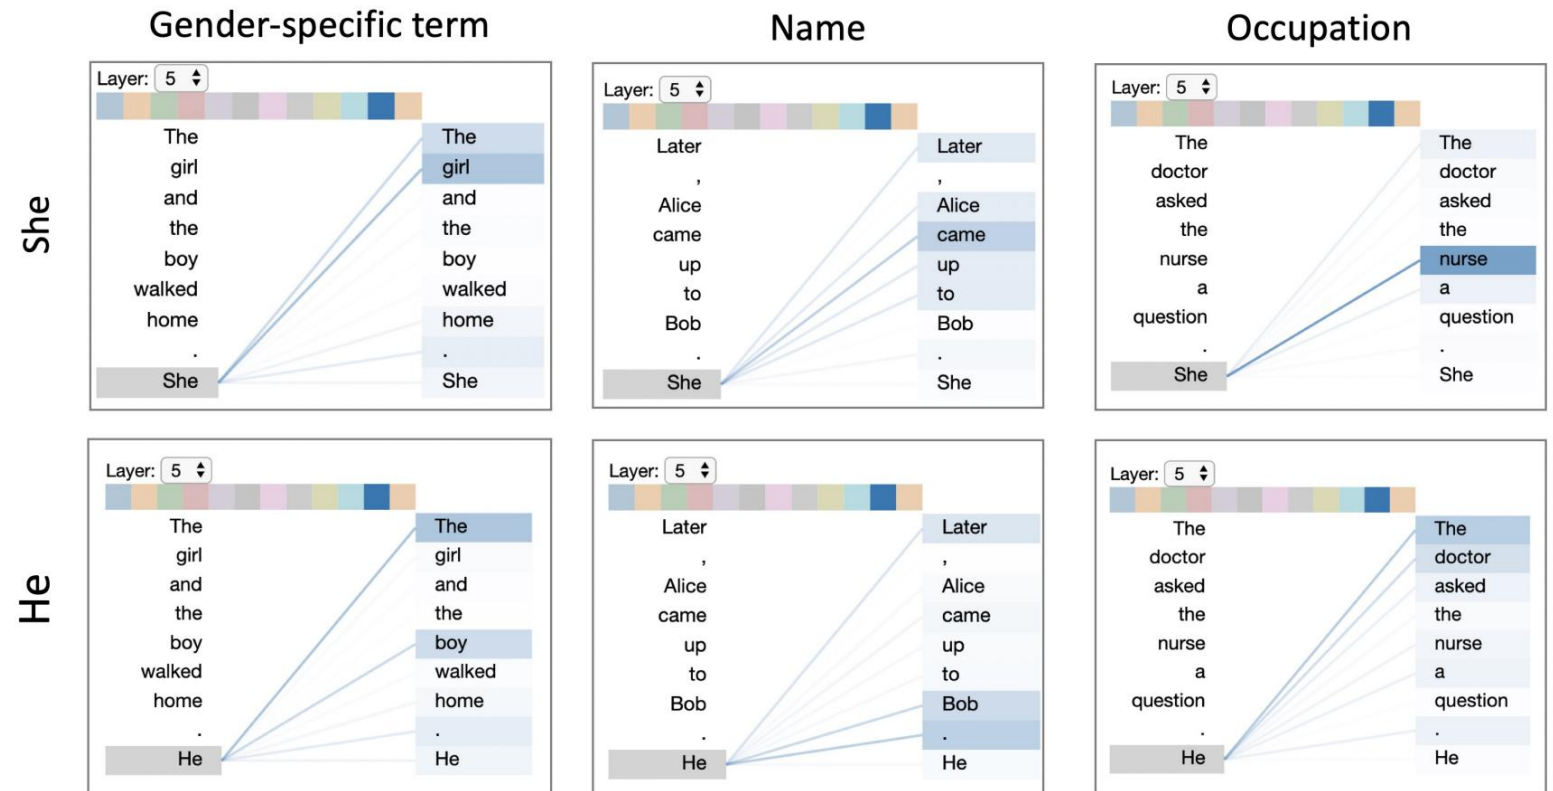 Gender-specific term
Name
Occupation
She
Layer: 5
The The
girl girl
and and
the the
boy boy
walked walked
home home
. .
She She
Layer: 5
Later Later
, ,
Alice Alice
came came
up up
to to
Bob Bob
. .
She She
Layer: 5
The The
doctor doctor
asked asked
the the
nurse nurse
a a
question question
. .
She She
He
Layer: 5
The The
girl girl
and and
the the
boy boy
walked walked
home home
. .
He He
Layer: 5
Later Later
, ,
Alice Alice
came came
up up
to to
Bob Bob
. .
He He
Layer: 5
The The
doctor doctor
asked asked
the the
nurse nurse
a a
question question
. .
He He